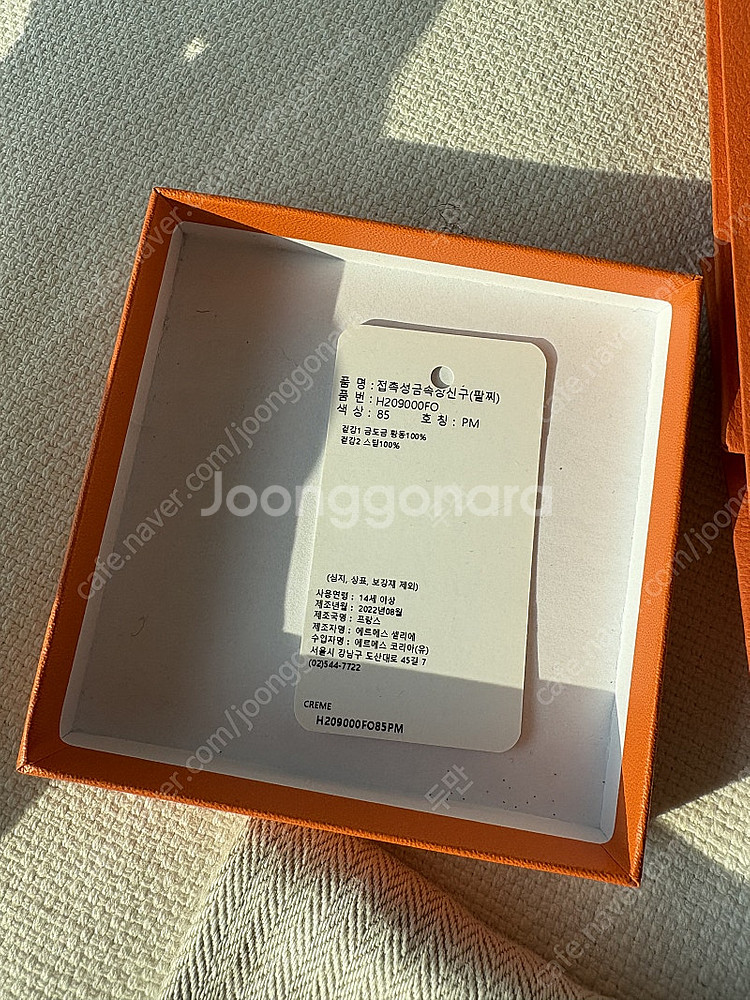 품 명 : 접촉성금속장신구(팔찌)
품 번 : H209000FO
색 상 : 85 호 칭 : PM
겉감1 금도금 황동100%
겉감2 스틸100%
Joonggonara
(심지, 상표, 보강재 제외)
사용연령 : 14세 이상
제조년월 : 2022년08월
제조국명 : 프랑스
제조자명 : 에르메스 셀리에
수입자명 : 에르메스 코리아(유)
서울시 강남구 도산대로 45길 7
(02)544-7722
CREME
H209000FO85PM
cafe.naver.com/joonggonara